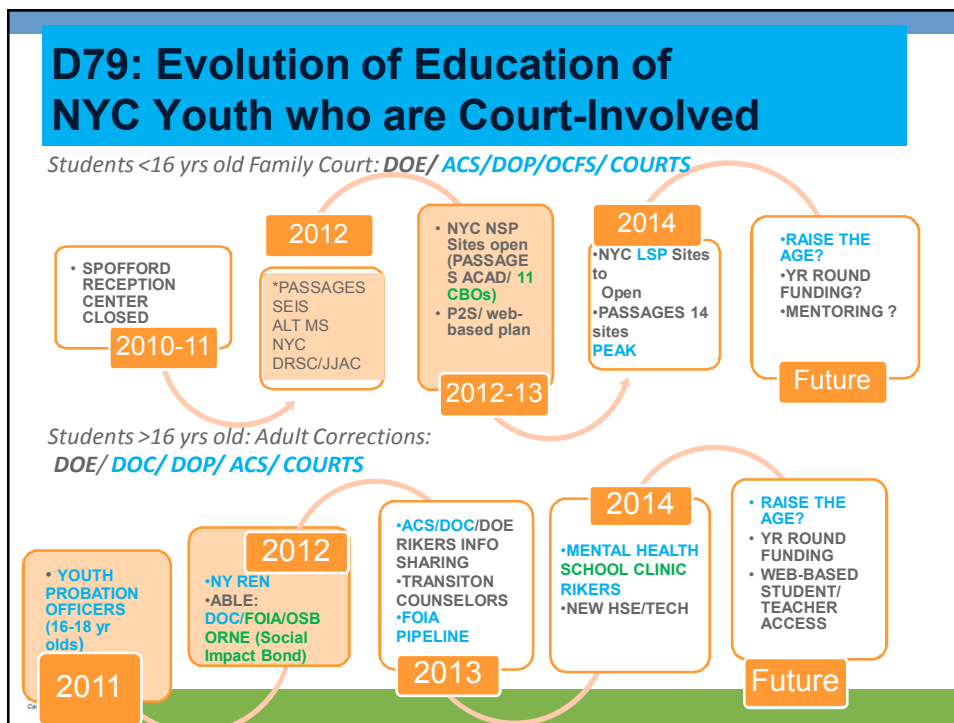 D79: Evolution of Education of
NYC Youth who are Court-Involved
Students <16 yrs old Family Court: DOE/ ACS/DOP/OCFS/ COURTS
• SPOFFORD
RECEPTION
CENTER
CLOSED
2010-11
2012
*PASSAGES
SEIS
ALT MS
NYC
DRSC/JJAC
• NYC NSP
Sites open
(PASSAGE
S ACAD/ 11
CBOs)
• P2S/ web-
based plan
2012-13
2014
•NYC LSP Sites
to
Open
•PASSAGES 14
sites
PEAK
•RAISE THE
AGE?
•YR ROUND
FUNDING?
•MENTORING ?
Future
Students >16 yrs old: Adult Corrections:
DOE/ DOC/ DOP/ ACS/ COURTS
• YOUTH
PROBATION
OFFICERS
(16-18 yr
olds)
2011
2012
•NY REN
•ABLE:
DOC/FOIA/OSB
ORNE (Social
Impact Bond)
•ACS/DOC/DOE
RIKERS INFO
SHARING
•TRANSITON
COUNSELORS
•FOIA
PIPELINE
2013
2014
•MENTAL HEALTH
SCHOOL CLINIC
RIKERS
•NEW HSE/TECH
• RAISE THE
AGE?
• YR ROUND
FUNDING
• WEB-BASED
STUDENT/
TEACHER
ACCESS
Future